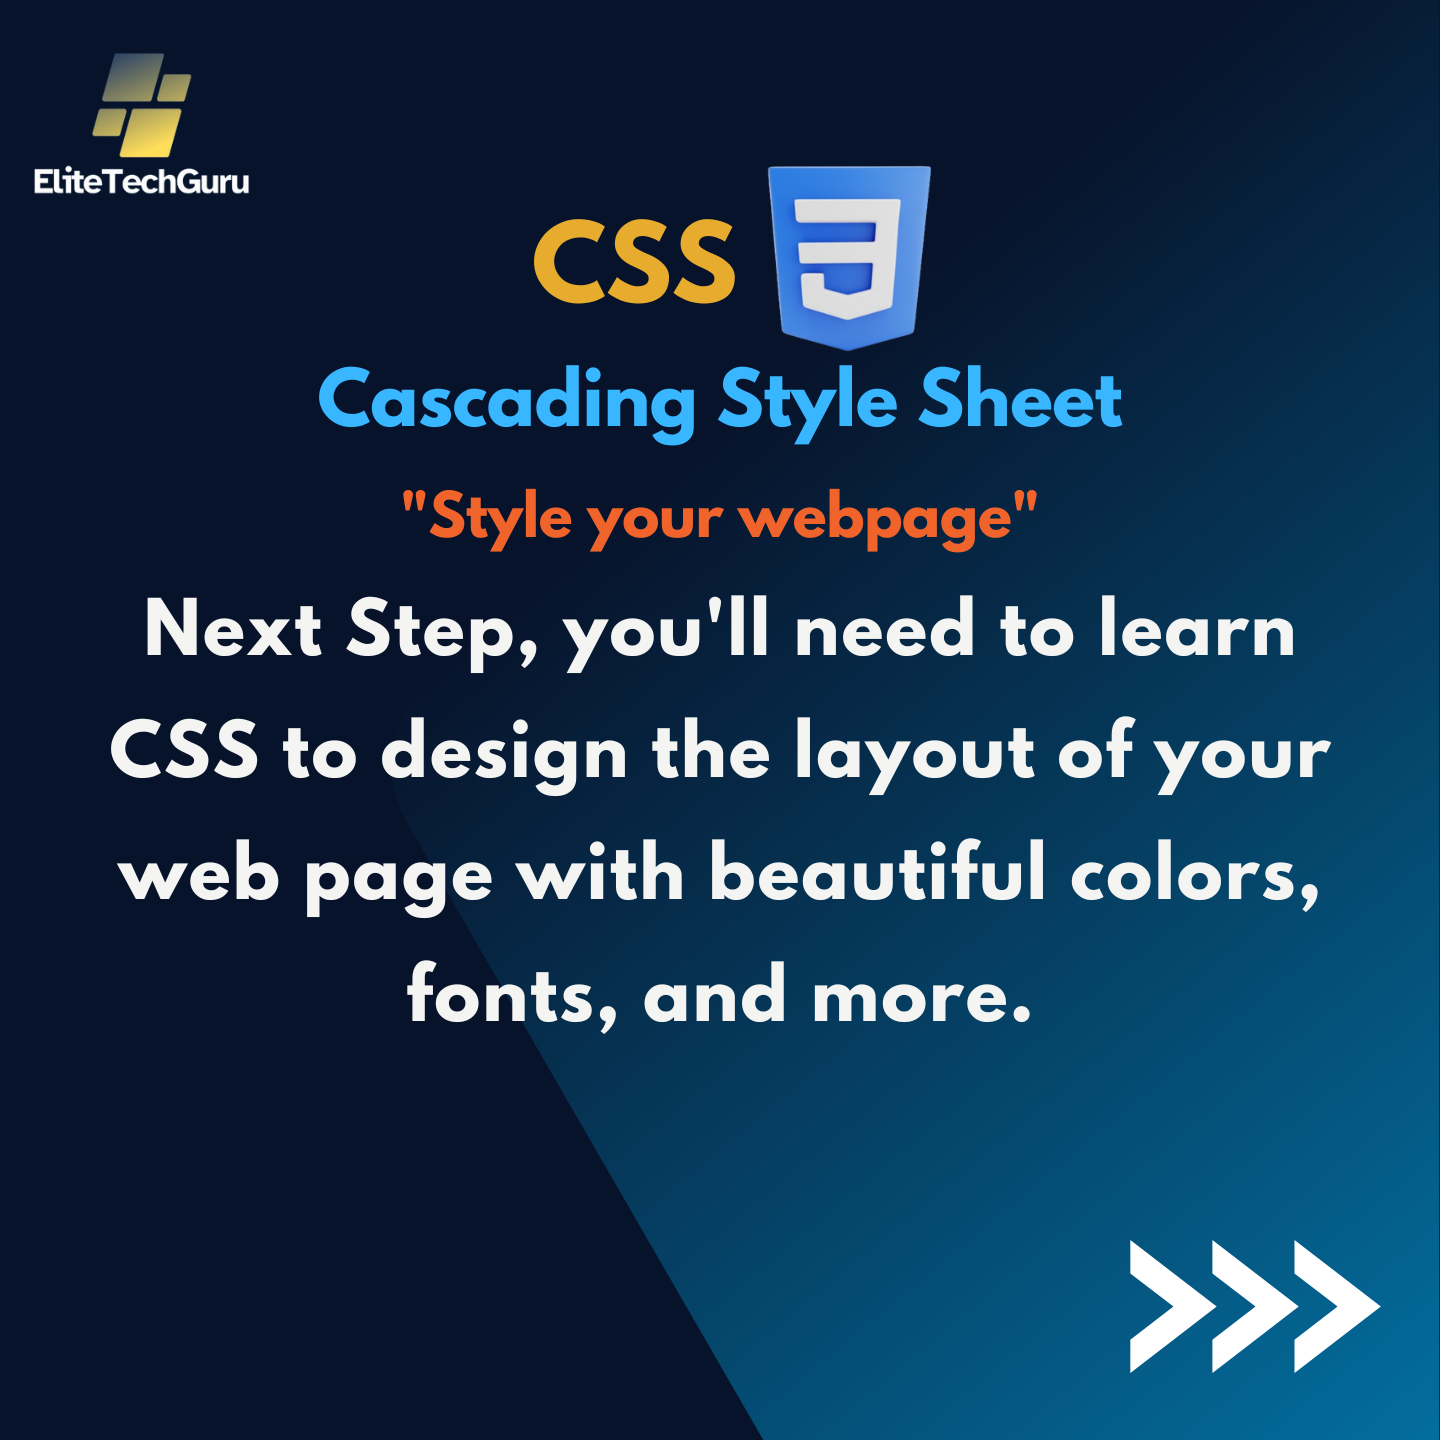 EliteTechGuru
CSS
Cascading Style Sheet
"Style your webpage"
Next Step, you'll need to learn
CSS to design the layout of your
web page with beautiful colors,
fonts, and more.